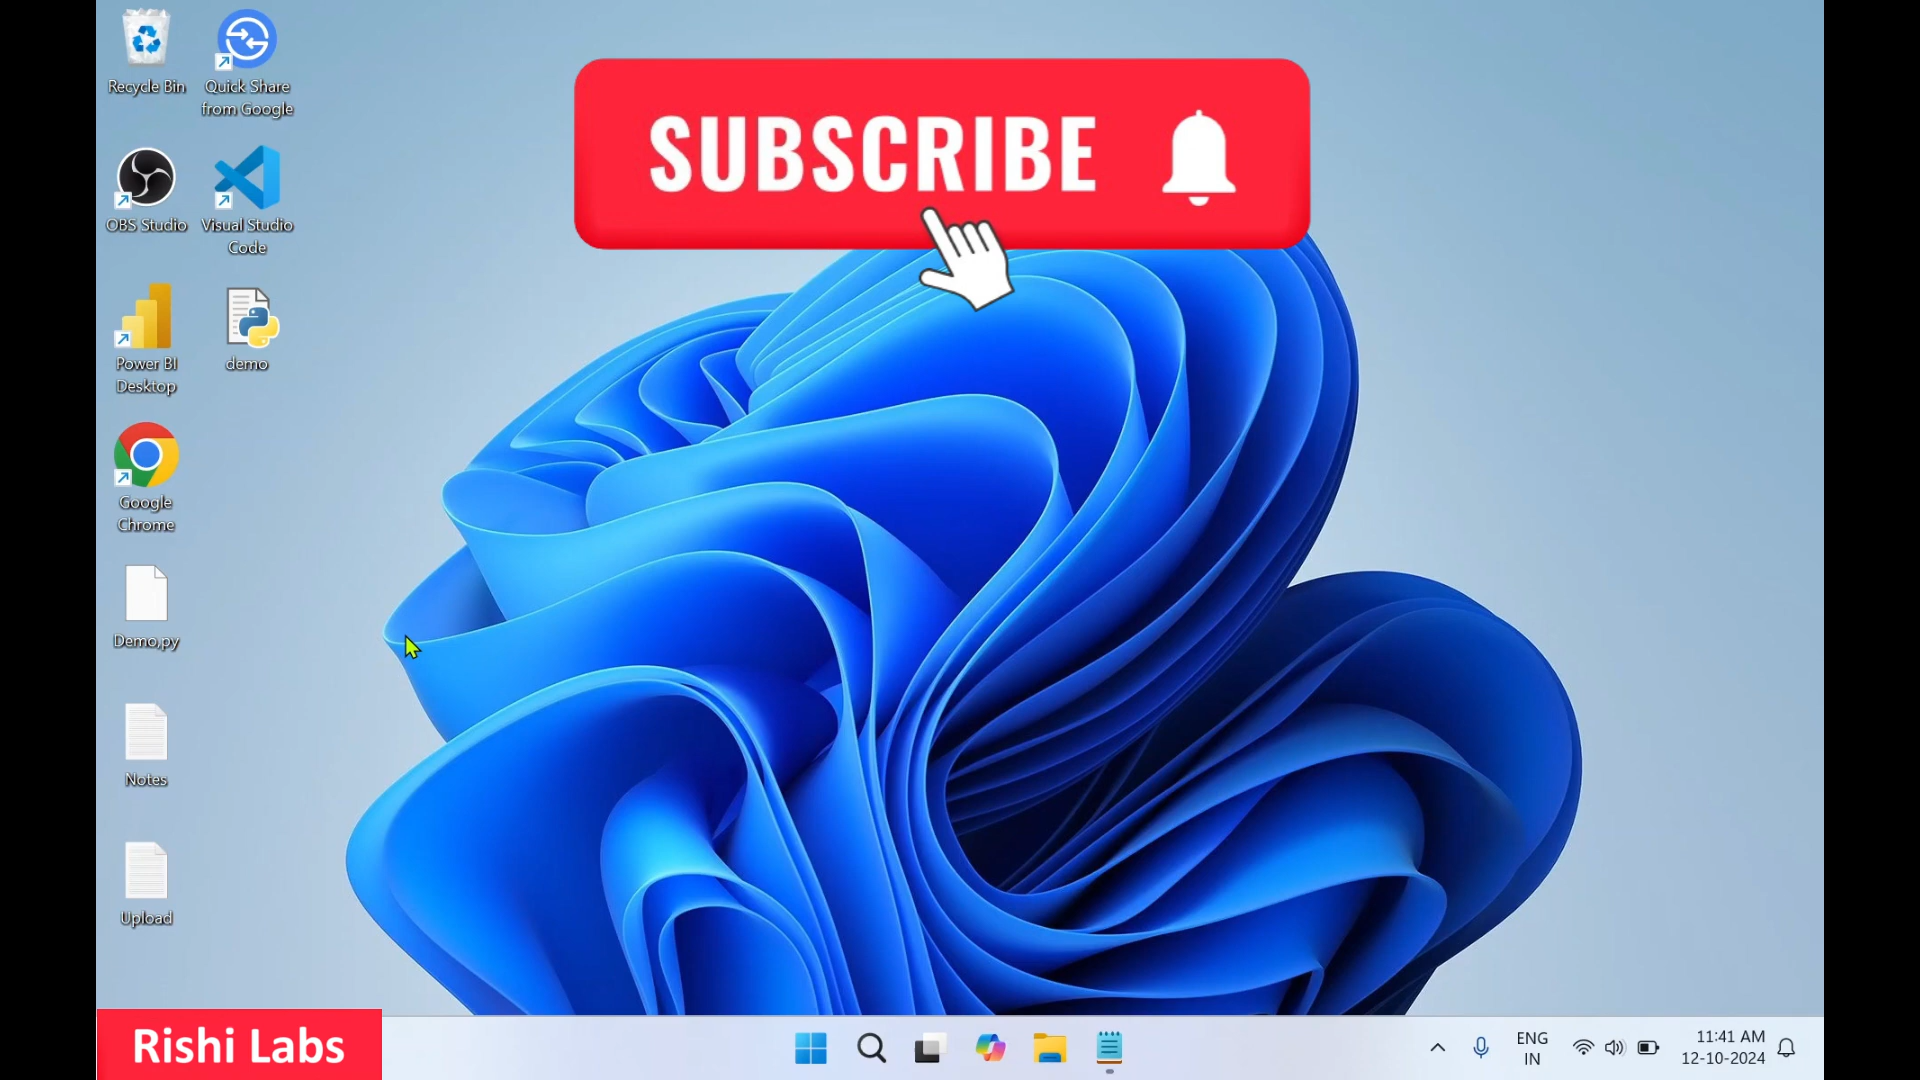 Recycle Bin
Quick Share
from Google
SUBSCRIBE
OBS Studio
Visual Studio
Code
Power BI
Desktop
demo
Google
Chrome
Demo,py
Notes
Upload
Rishi Labs
ENG
IN
11:41 AM
12-10-2024